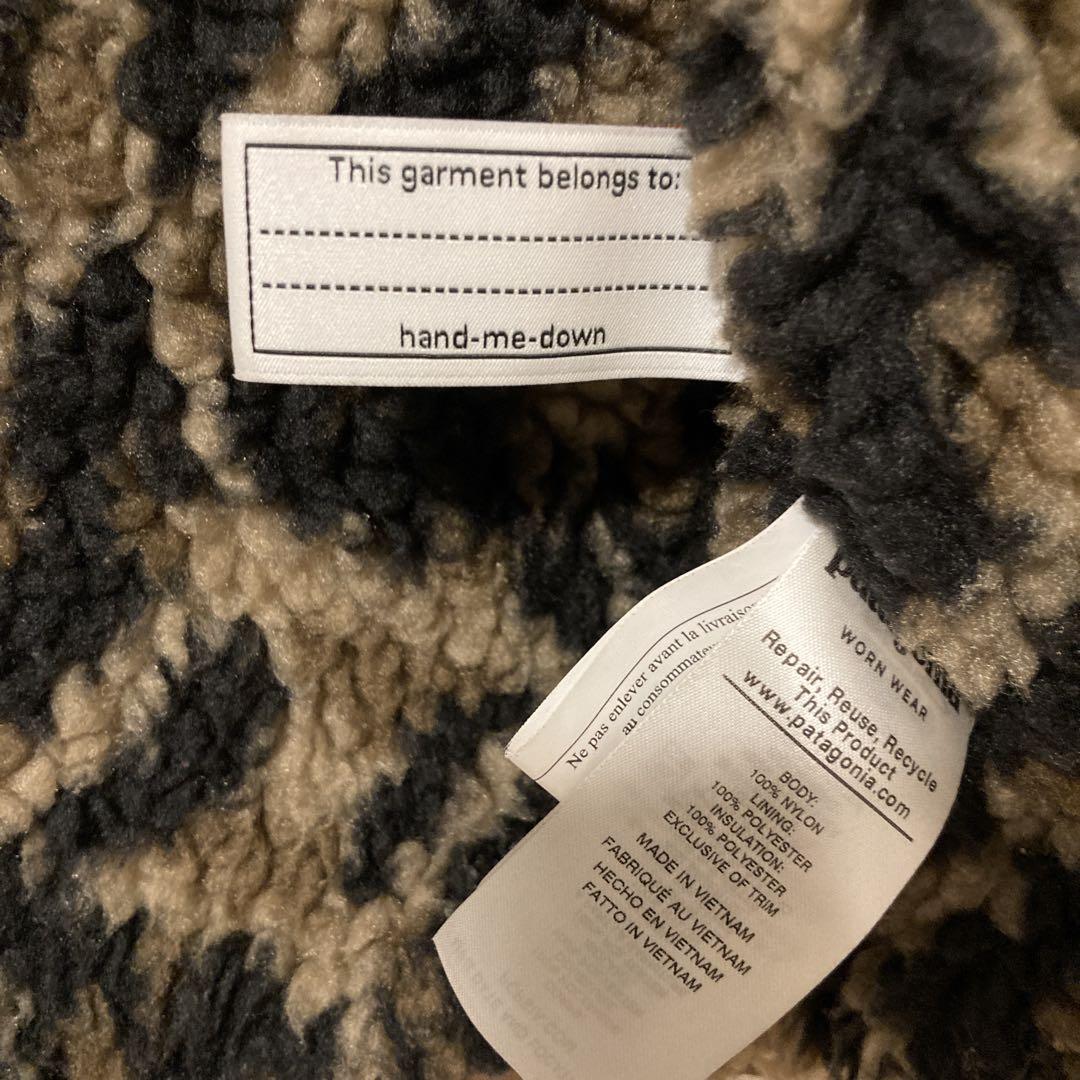 This garment belongs to:
hand-me-down
Ne pas enlever avant la livraison
au consommateur
patagonia
WORN WEAR
Repair, Reuse, Recycle
This Product
www.patagonia.com
BODY:
100% NYLON
LINING:
100% POLYESTER
INSULATION:
100% POLYESTER
EXCLUSIVE OF TRIM
MADE IN VIETNAM
FABRIQUÉ AU VIETNAM
HECHO EN VIETNAM
FATTO IN VIETNAM